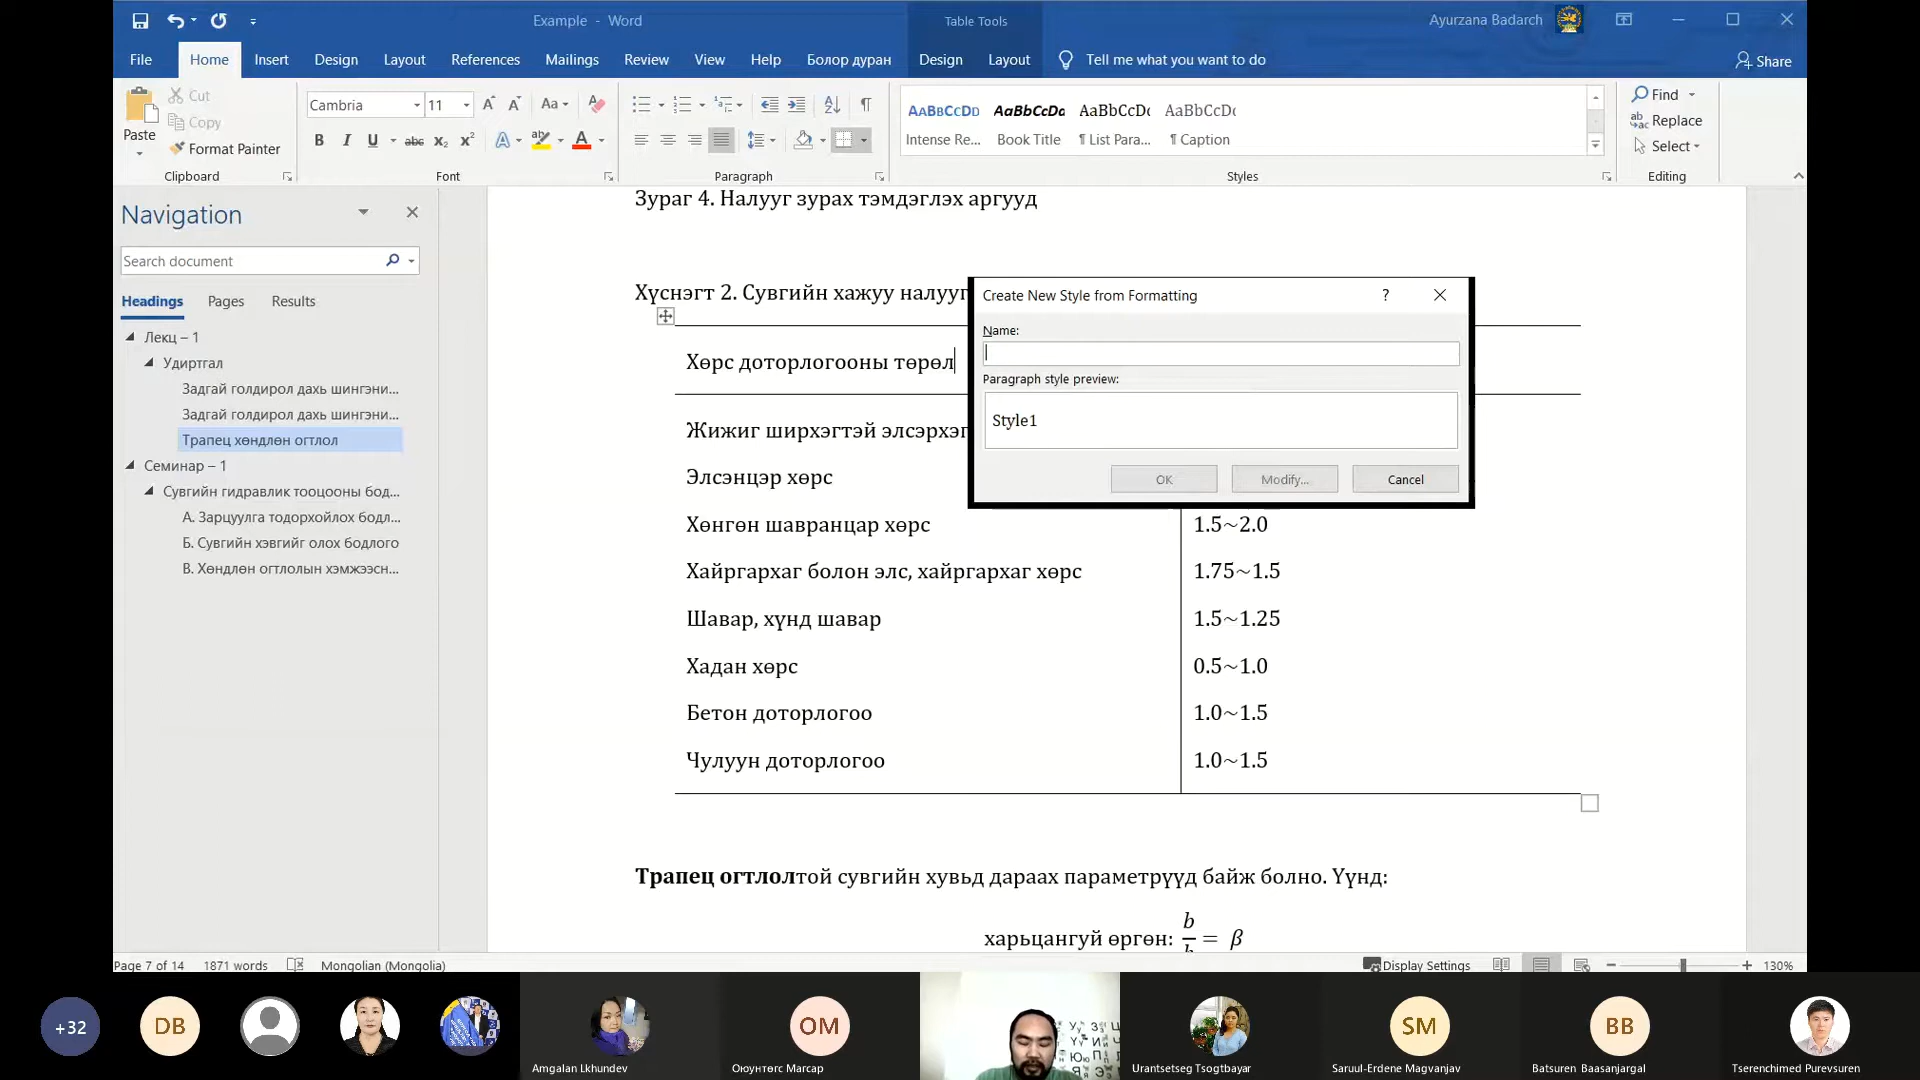 Example - Word
Table Tools
Ayurzana Badarch
File
Home
Insert
Design
Layout
References
Mailings
Review
View
Help
Болор дуран
Design
Layout
Tell me what you want to do
Share
Paste
Cut
Copy
Format Painter
Clipboard
Cambria
11
Font
Paragraph
AaBbCcDd
AaBbCcDd
AaBbCcDc
AaBbCcDc
Intense Re...
Book Title
¶ List Para...
¶ Caption
Styles
Find
Replace
Select
Editing
Navigation
Search document
Headings
Pages
Results
Лекц – 1
Удиртгал
Задгай голдирол дахь шингэни...
Задгай голдирол дахь шингэни...
Трапец хөндлөн огтлол
Семинар – 1
Сувгийн гидравлик тооцооны бод...
А. Зарцуулга тодорхойлох бодл...
Б. Сувгийн хэвгийг олох бодлого
В. Хөндлөн огтлолын хэмжээсн...
Зураг 4. Налууг зурах тэмдэглэх аргууд
Хүснэгт 2. Сувгийн хажуу налууг
Хөрс доторлогооны төрөл
Жижиг ширхэгтэй элсэрхэг
Элсэнцэр хөрс
Хөнгөн шавранцар хөрс 1.5~2.0
Хайргархаг болон элс, хайргархаг хөрс 1.75~1.5
Шавар, хүнд шавар 1.5~1.25
Хадан хөрс 0.5~1.0
Бетон доторлогоо 1.0~1.5
Чулуун доторлогоо 1.0~1.5
Create New Style from Formatting
?
Name:
Paragraph style preview:
Style1
OK
Modify...
Cancel
Трапец огтлолтой сувгийн хувьд дараах параметрүүд байж болно. Үүнд:
харьцангуй өргөн: b/h = β
Page 7 of 14
1871 words
Mongolian (Mongolia)
Display Settings
130%
+32
DB
OM
SM
BB
Amgalan Lkhundev
Оюунтөгс Магсар
Urantsetseg Tsogtbayar
Saruul-Erdene Magvanjav
Batsuren Baasanjargal
Tserenchimed Purevsuren